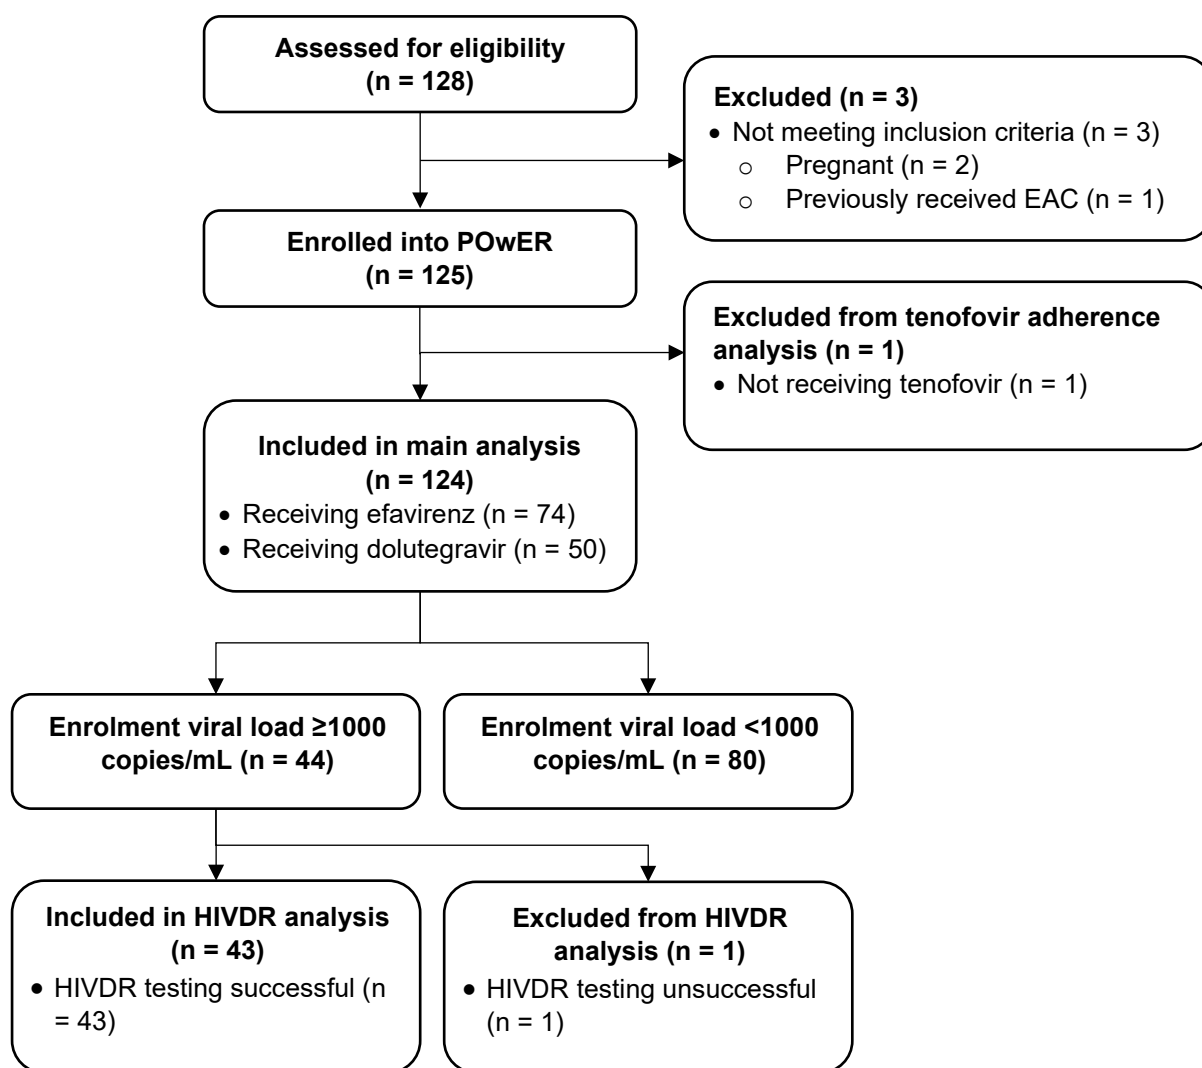 Assessed for eligibility
(n = 128)
Excluded (n = 3)
• Not meeting inclusion criteria (n = 3)
o Pregnant (n = 2)
o Previously received EAC (n = 1)
Enrolled into POwER
(n = 125)
Excluded from tenofovir adherence
analysis (n = 1)
• Not receiving tenofovir (n = 1)
Included in main analysis
(n = 124)
• Receiving efavirenz (n = 74)
• Receiving dolutegravir (n = 50)
Enrolment viral load ≥1000
copies/mL (n = 44)
Enrolment viral load <1000
copies/mL (n = 80)
Included in HIVDR analysis
(n = 43)
• HIVDR testing successful (n
= 43)
Excluded from HIVDR
analysis (n = 1)
• HIVDR testing unsuccessful
(n = 1)